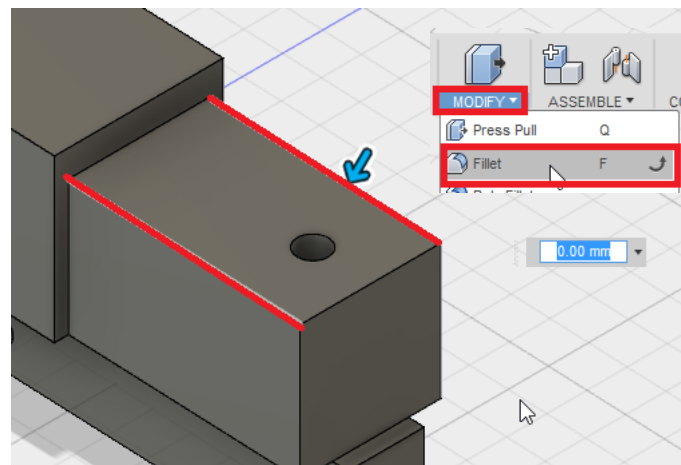 MODIFY ▾ ASSEMBLE ▾
Press Pull Q
Fillet F
0.00 mm